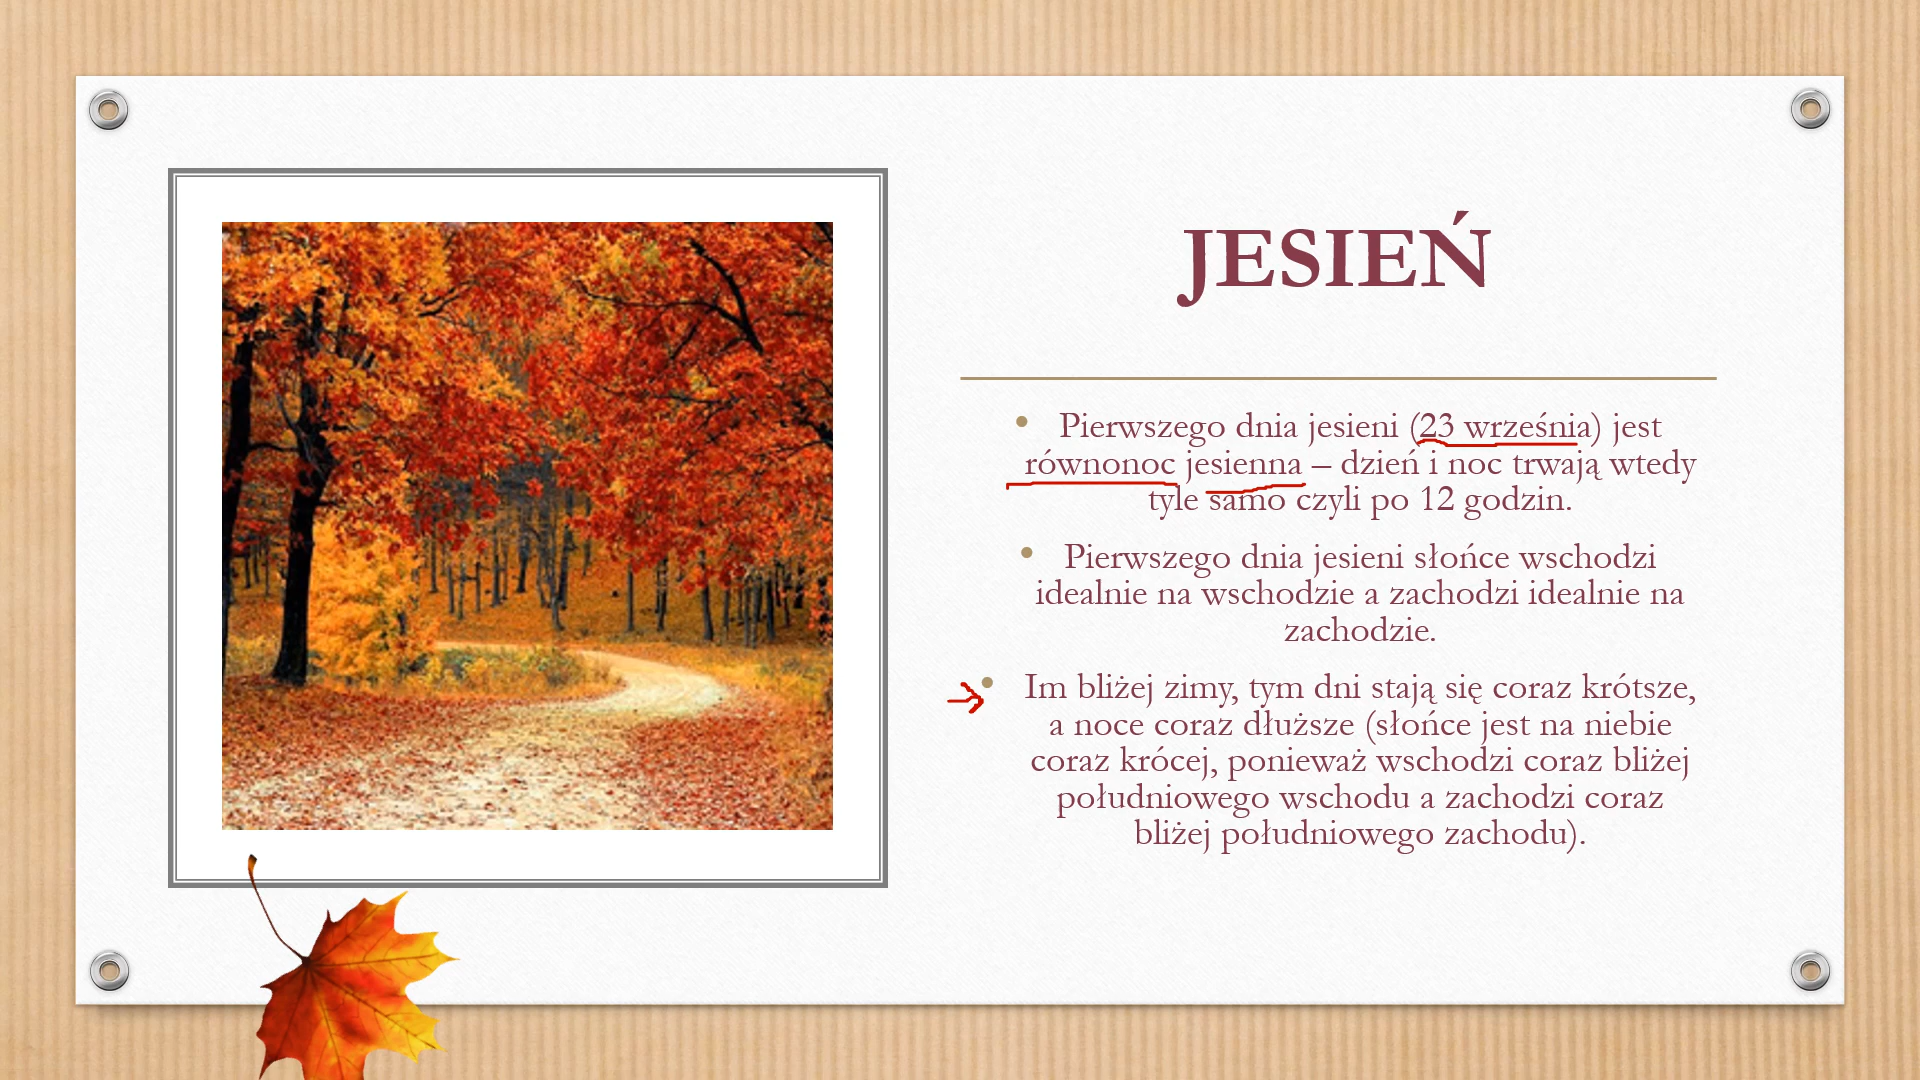 JESIEŃ
• Pierwszego dnia jesieni (23 września) jest
równonoc jesienna – dzień i noc trwają wtedy
tyle samo czyli po 12 godzin.
• Pierwszego dnia jesieni słońce wschodzi
idealnie na wschodzie a zachodzi idealnie na
zachodzie.
• Im bliżej zimy, tym dni stają się coraz krótsze,
a noce coraz dłuższe (słońce jest na niebie
coraz krócej, ponieważ wschodzi coraz bliżej
południowego wschodu a zachodzi coraz
bliżej południowego zachodu).